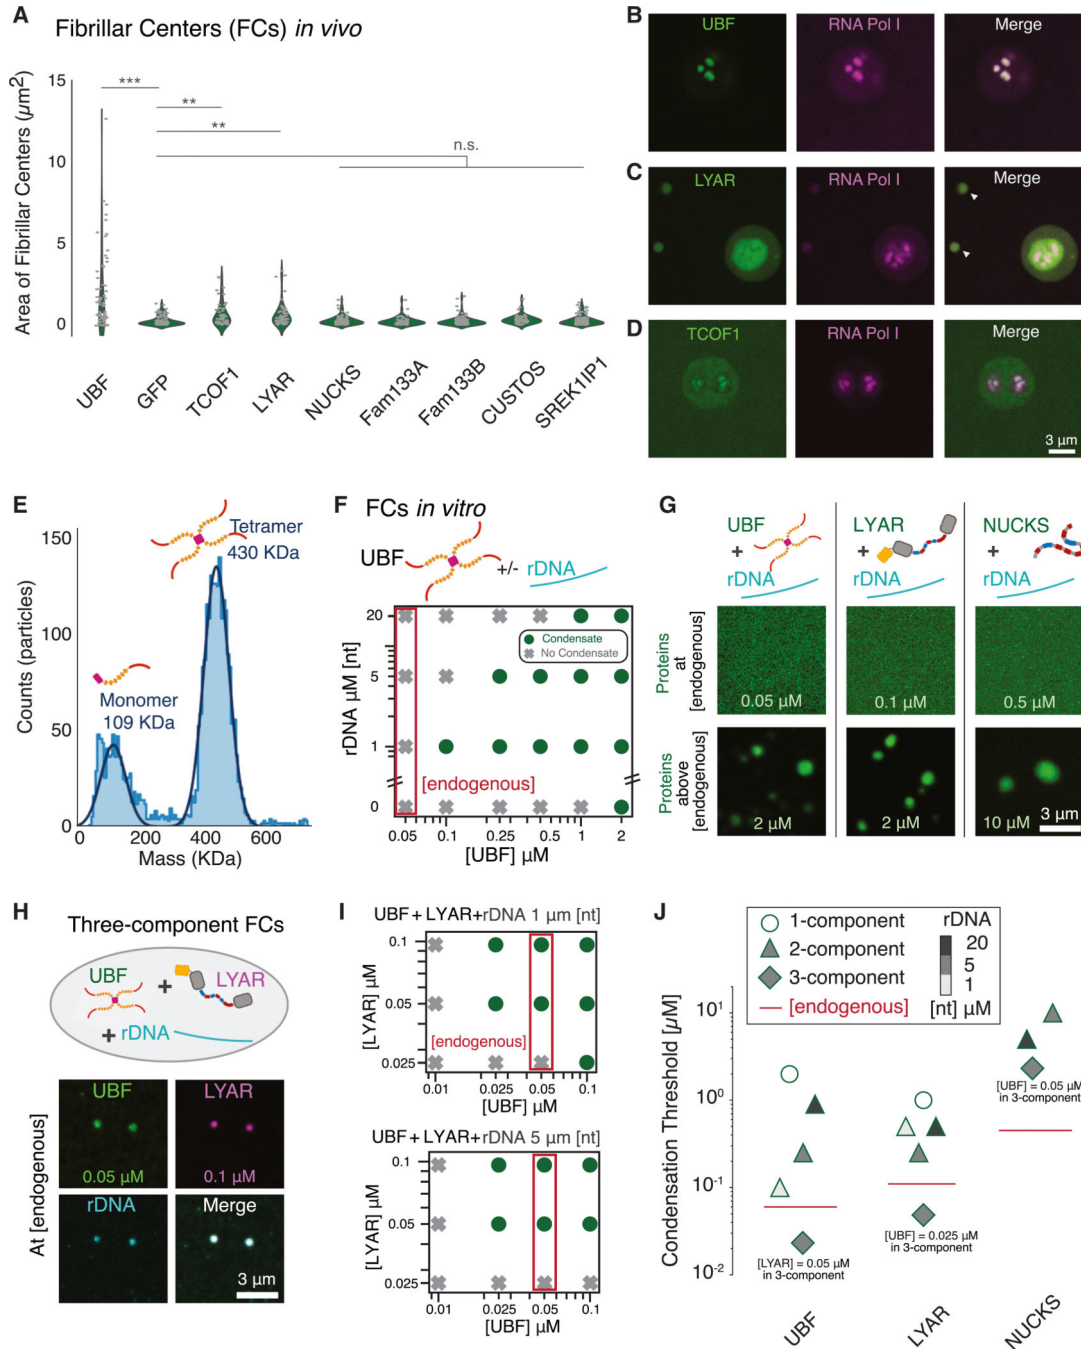 A
Fibrillar Centers (FCs) in vivo
Area of Fibrillar Centers (µm2)
15
10
5
0
***
**
**
n.s.
UBF
GFP
TCOF1
LYAR
NUCKS
Fam133A
Fam133B
CUSTOS
SREK1IP1
B
UBF
RNA Pol I
Merge
C
LYAR
RNA Pol I
Merge
D
TCOF1
RNA Pol I
Merge
3 µm
E
Counts (particles)
150
100
50
0
Tetramer
430 KDa
Monomer
109 KDa
0
200
400
600
Mass (KDa)
F
FCs in vitro
UBF
+/-
rDNA
rDNA µM [nt]
20
5
1
0
Condensate
No Condensate
[endogenous]
0.05
0.1
0.25
0.5
1
2
[UBF] µM
G
UBF
+
rDNA
LYAR
+
rDNA
NUCKS
+
rDNA
Proteins
at
[endogenous]
0.05 µM
0.1 µM
0.5 µM
Proteins
above
[endogenous]
2 µM
2 µM
10 µM
3 µm
H
Three-component FCs
UBF
+
LYAR
+ rDNA
At [endogenous]
UBF
0.05 µM
LYAR
0.1 µM
rDNA
Merge
3 µm
I
UBF + LYAR+rDNA 1 µm [nt]
[LYAR] µM
0.1
0.05
0.025
[endogenous]
0.01
0.025
0.05
0.1
[UBF] µM
UBF + LYAR+rDNA 5 µm [nt]
[LYAR] µM
0.1
0.05
0.025
0.01
0.025
0.05
0.1
[UBF] µM
J
1-component
2-component
3-component
[endogenous]
rDNA
20
5
1
[nt] µM
Condensation Threshold [µM]
10¹
10⁰
10⁻¹
10⁻²
[LYAR] = 0.05 µM
in 3-component
[UBF] = 0.025 µM
in 3-component
[UBF] = 0.05 µM
in 3-component
UBF
LYAR
NUCKS